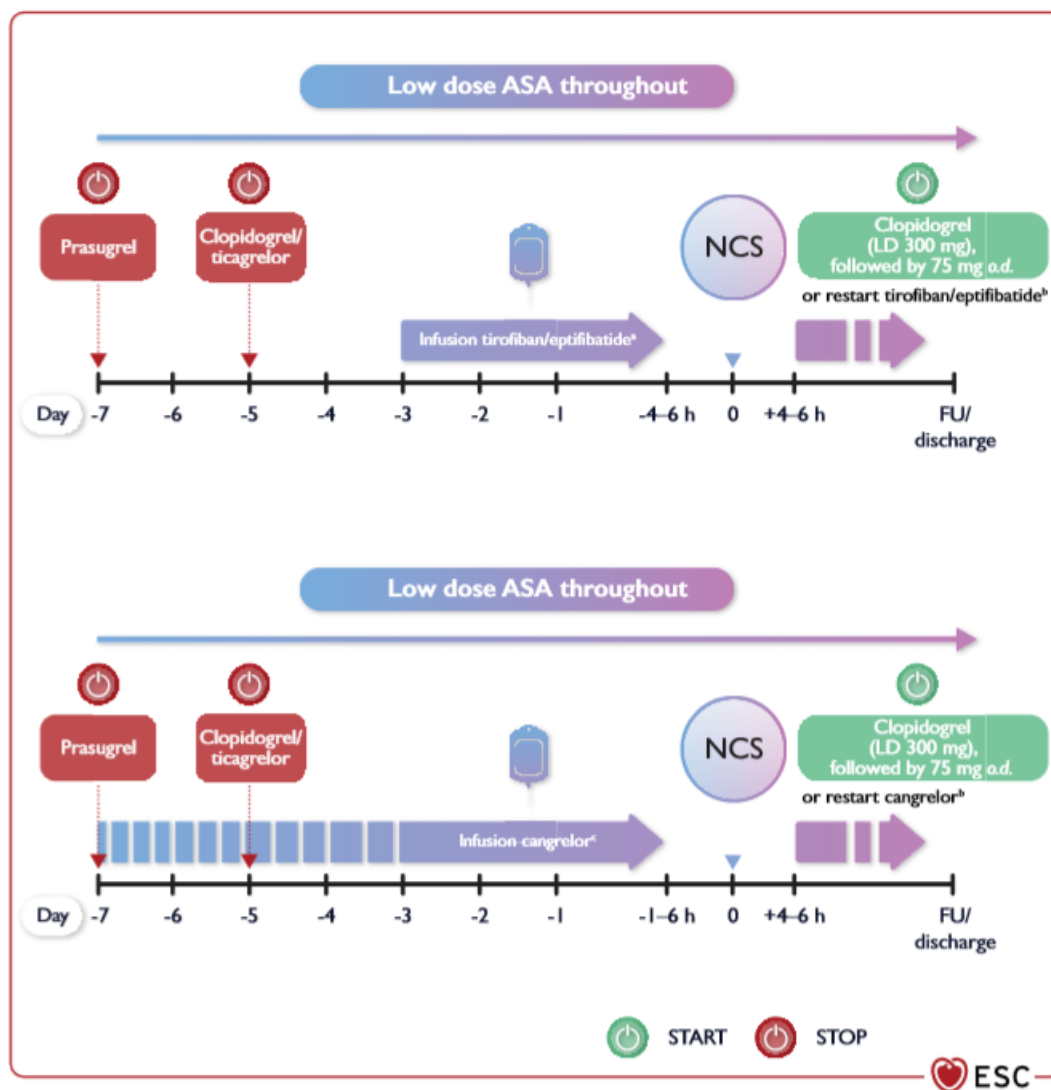 Low dose ASA throughout
Prasugrel
Clopidogrel/
ticagrelor
NCS
Clopidogrel
(LD 300 mg),
followed by 75 mg o.d.
or restart tirofiban/eptifibatideᵇ
Infusion tirofiban/eptifibatideᵃ
Day -7 -6 -5 -4 -3 -2 -1 -4–6 h 0 +4–6 h FU/
discharge
Low dose ASA throughout
Prasugrel
Clopidogrel/
ticagrelor
NCS
Clopidogrel
(LD 300 mg),
followed by 75 mg o.d.
or restart cangrelorᵇ
Infusion cangrelorᶜ
Day -7 -6 -5 -4 -3 -2 -1 -1–6 h 0 +4–6 h FU/
discharge
START STOP
ESC